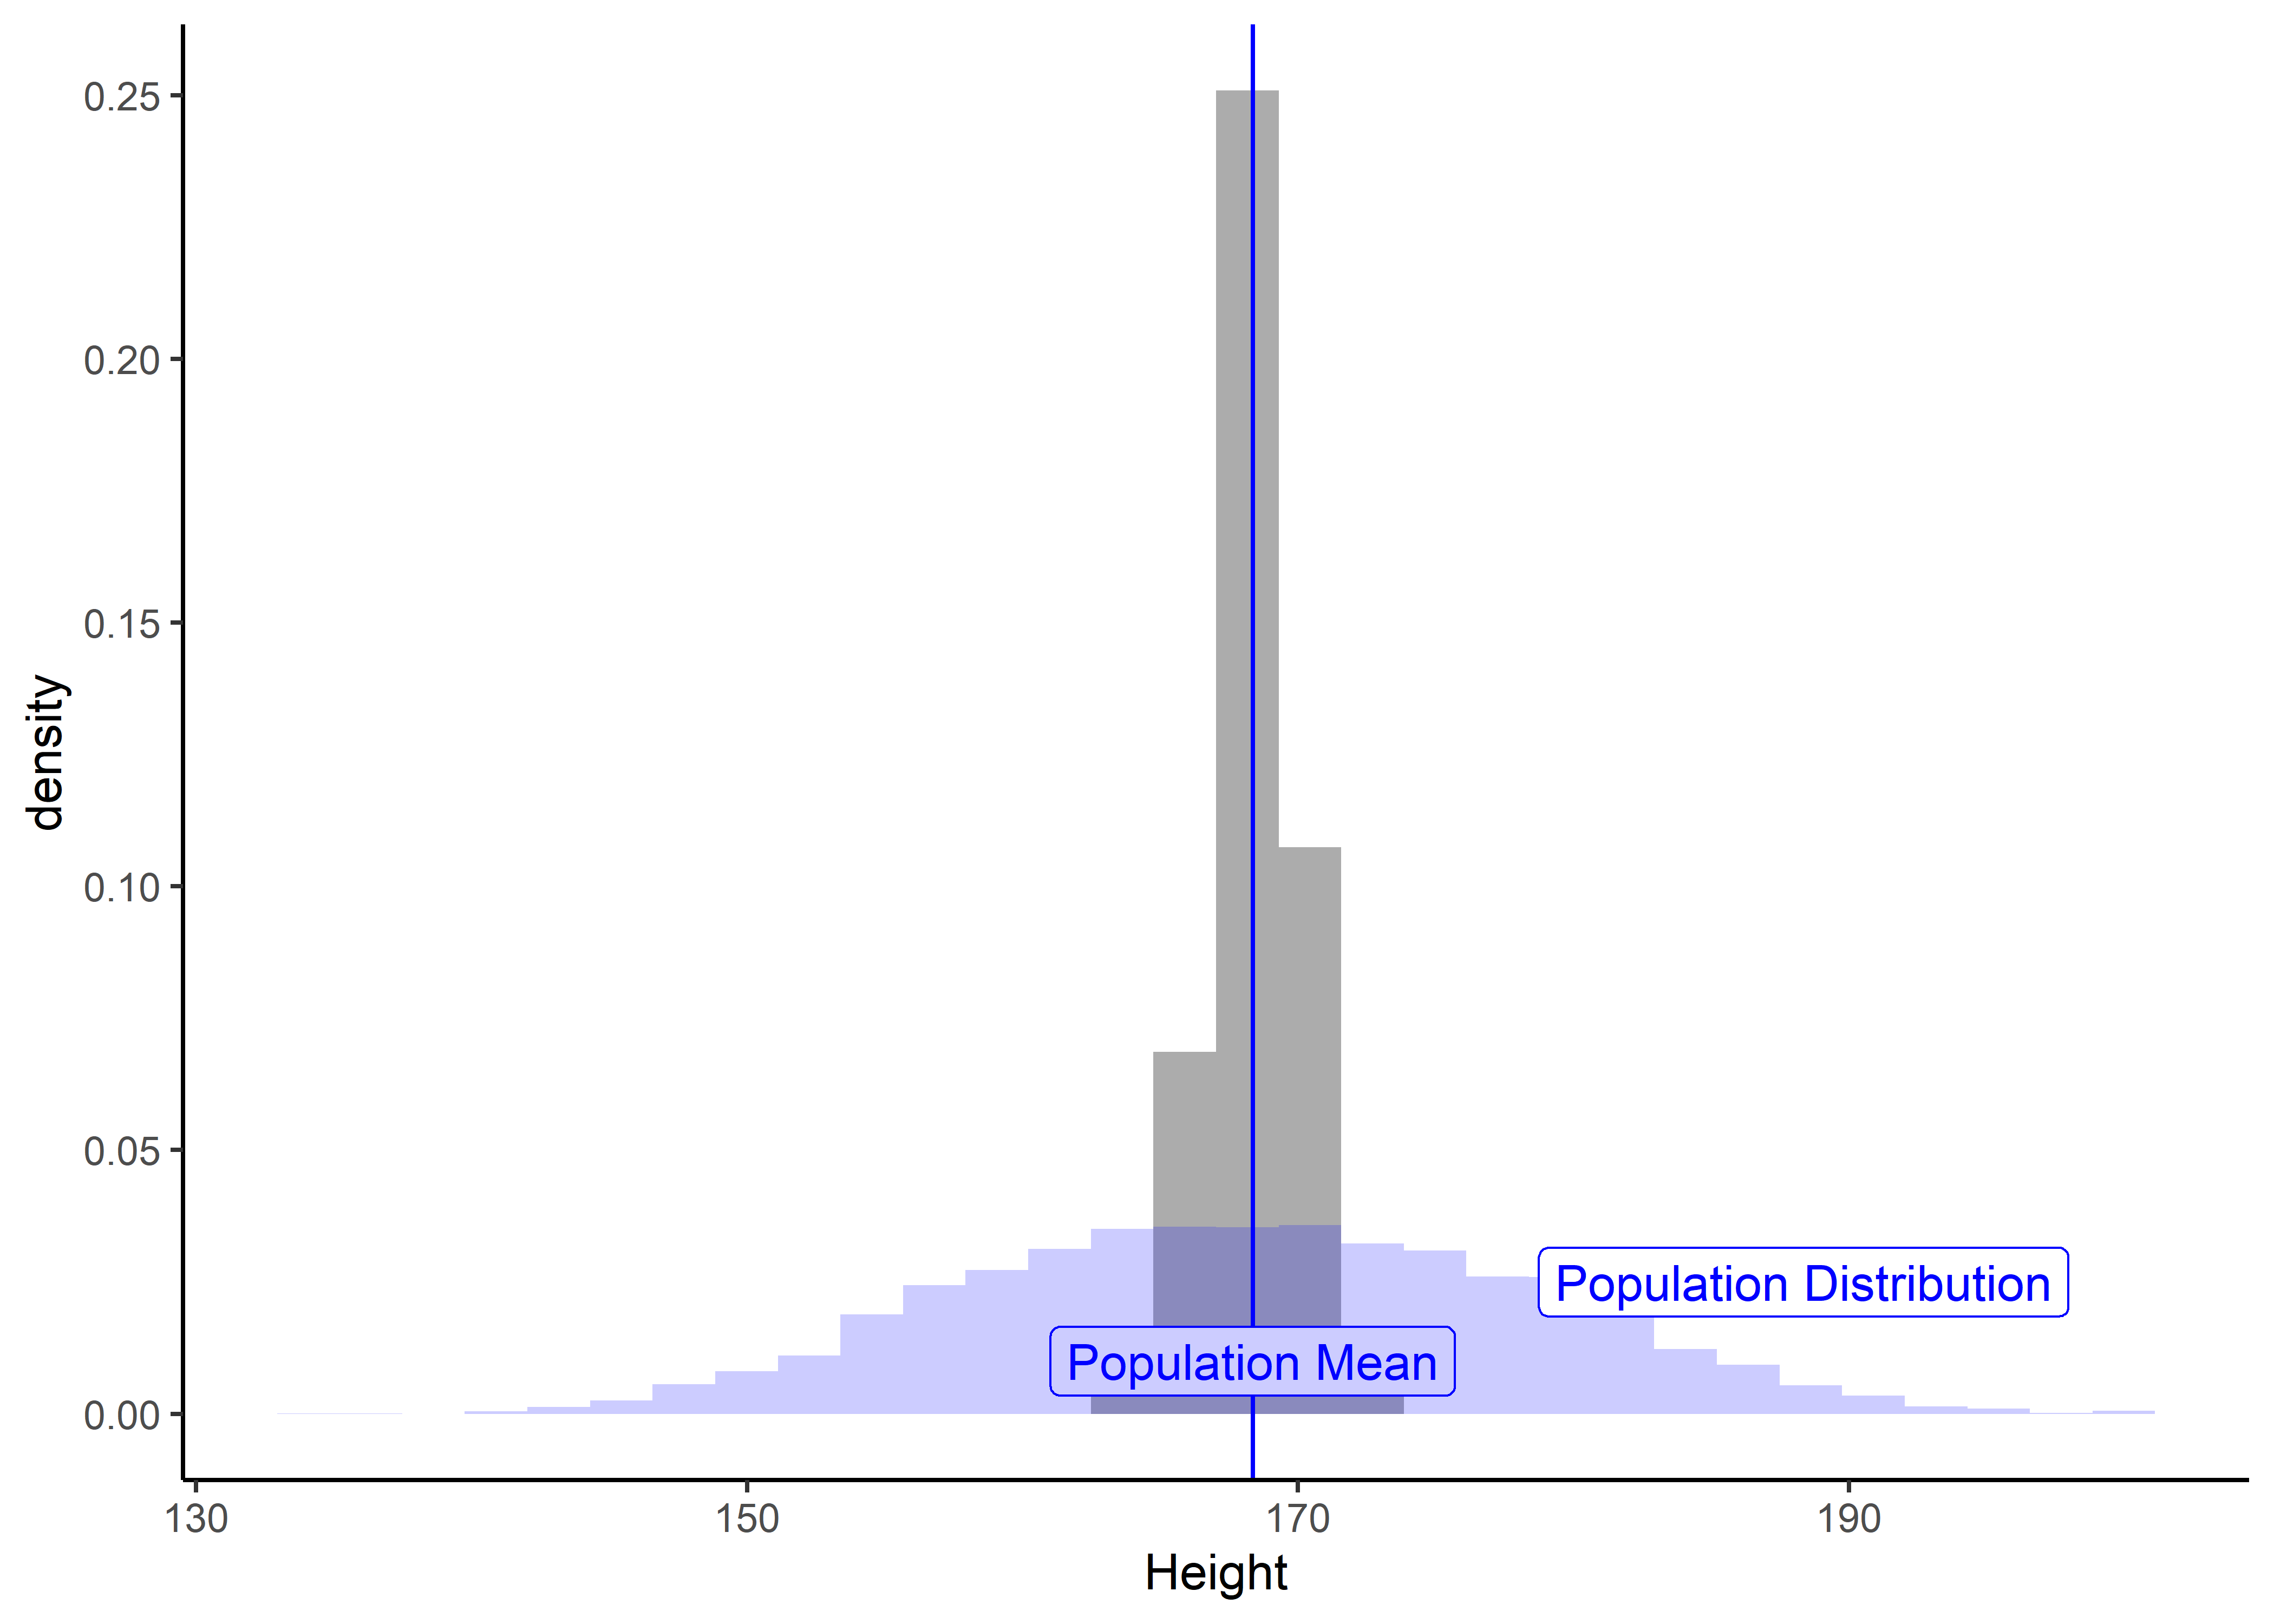 0.25
0.20
0.15
0.10
0.05
0.00
density
Population Distribution
Population Mean
130
150
170
190
Height